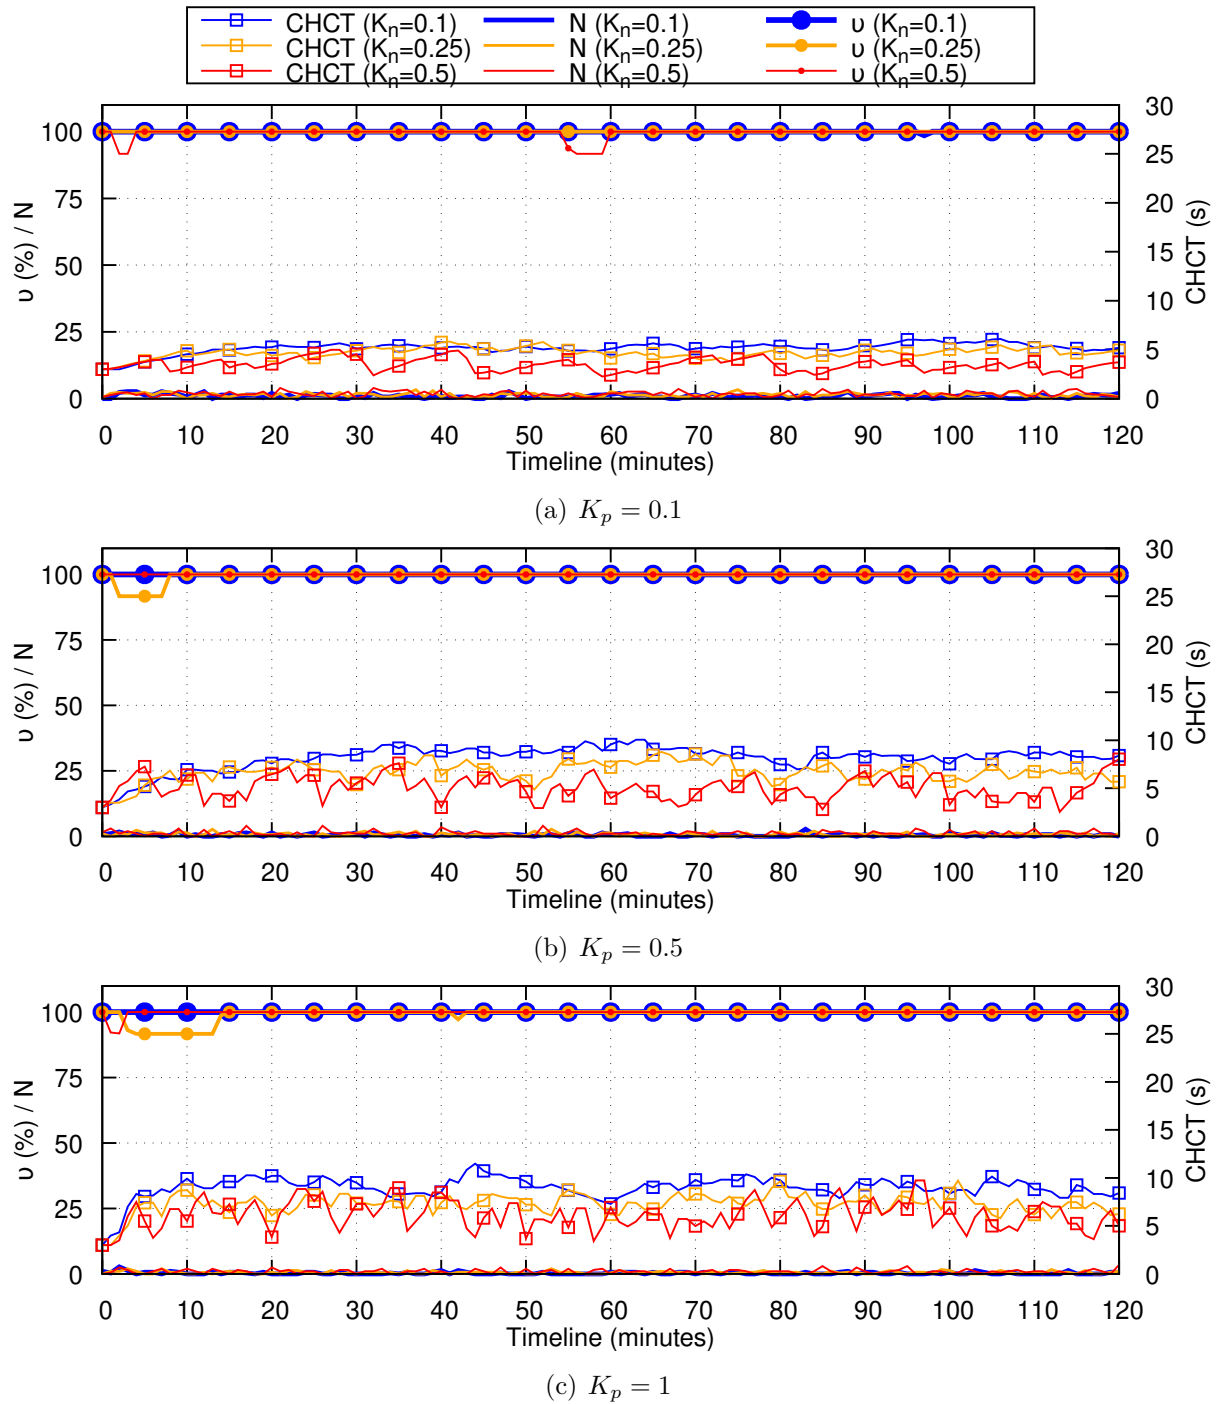 CHCT (Kn=0.1) N (Kn=0.1) υ (Kn=0.1)
CHCT (Kn=0.25) N (Kn=0.25) υ (Kn=0.25)
CHCT (Kn=0.5) N (Kn=0.5) υ (Kn=0.5)
υ (%) / N
100
75
50
25
0
30
25
20
15
10
5
0
CHCT (s)
0 10 20 30 40 50 60 70 80 90 100 110 120
Timeline (minutes)
(a) Kp = 0.1
υ (%) / N
100
75
50
25
0
30
25
20
15
10
5
0
CHCT (s)
0 10 20 30 40 50 60 70 80 90 100 110 120
Timeline (minutes)
(b) Kp = 0.5
υ (%) / N
100
75
50
25
0
30
25
20
15
10
5
0
CHCT (s)
0 10 20 30 40 50 60 70 80 90 100 110 120
Timeline (minutes)
(c) Kp = 1